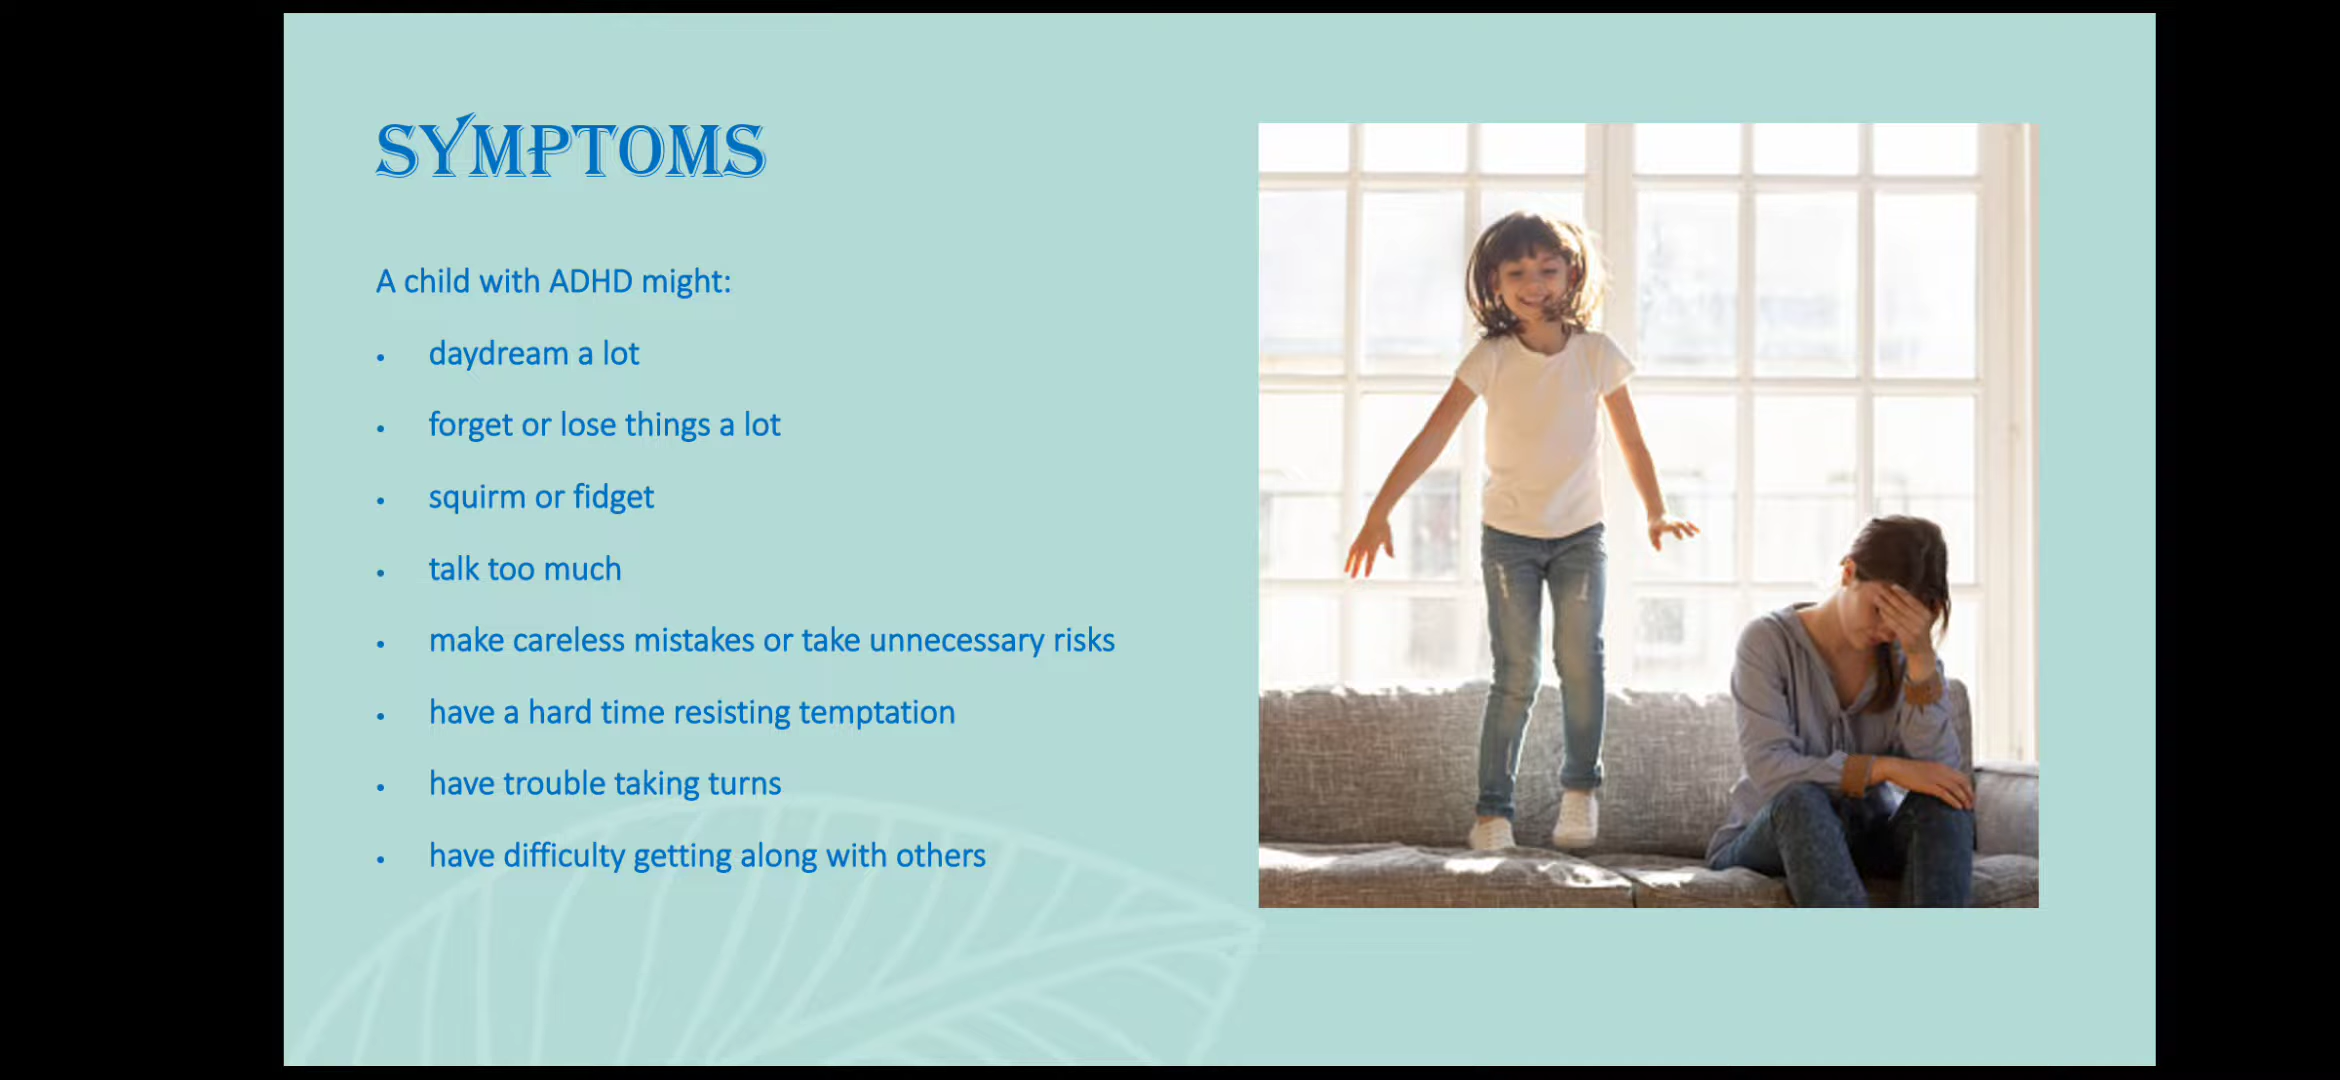 SYMPTOMS
A child with ADHD might:
• daydream a lot
• forget or lose things a lot
• squirm or fidget
• talk too much
• make careless mistakes or take unnecessary risks
• have a hard time resisting temptation
• have trouble taking turns
• have difficulty getting along with others